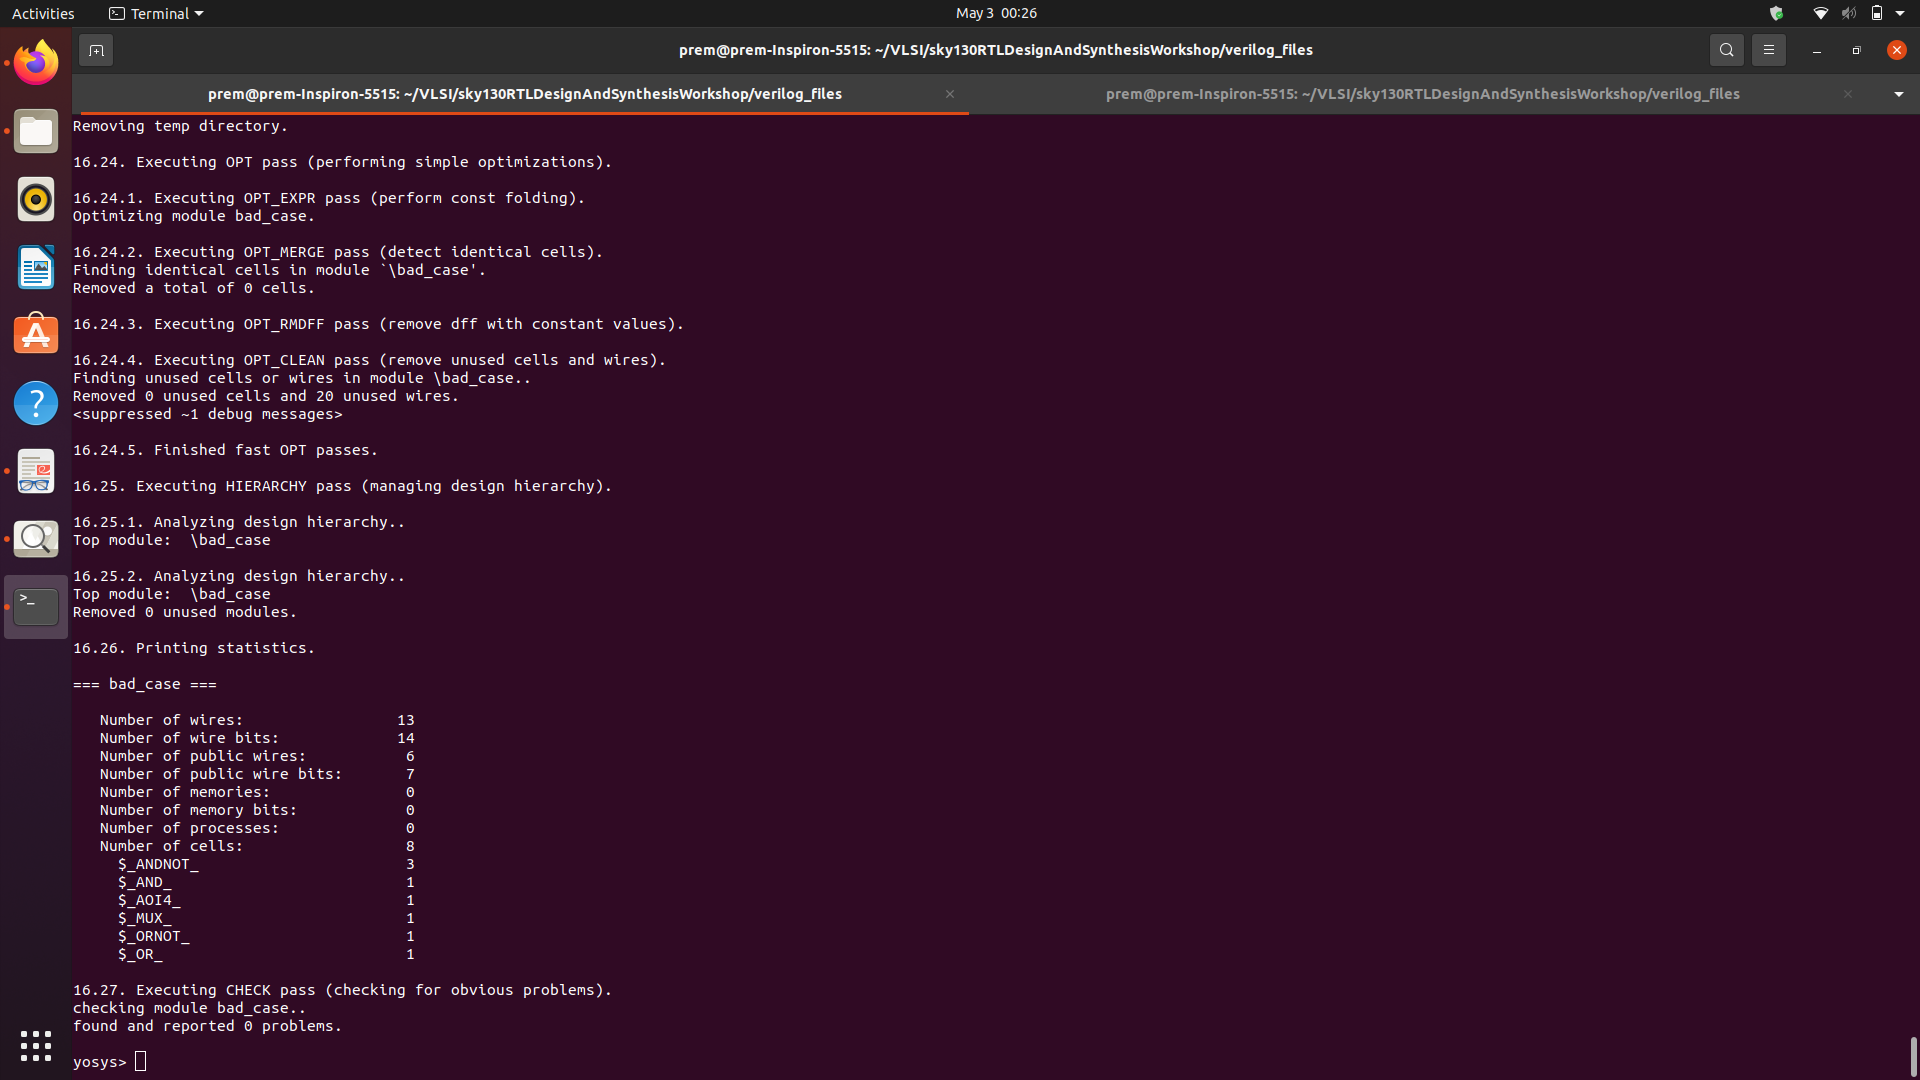 Activities
Terminal
May 3 00:26
prem@prem-Inspiron-5515: ~/VLSI/sky130RTLDesignAndSynthesisWorkshop/verilog_files
prem@prem-Inspiron-5515: ~/VLSI/sky130RTLDesignAndSynthesisWorkshop/verilog_files
prem@prem-Inspiron-5515: ~/VLSI/sky130RTLDesignAndSynthesisWorkshop/verilog_files
Removing temp directory.
16.24. Executing OPT pass (performing simple optimizations).
16.24.1. Executing OPT_EXPR pass (perform const folding).
Optimizing module bad_case.
16.24.2. Executing OPT_MERGE pass (detect identical cells).
Finding identical cells in module `\bad_case'.
Removed a total of 0 cells.
16.24.3. Executing OPT_RMDFF pass (remove dff with constant values).
16.24.4. Executing OPT_CLEAN pass (remove unused cells and wires).
Finding unused cells or wires in module \bad_case..
Removed 0 unused cells and 20 unused wires.
<suppressed ~1 debug messages>
16.24.5. Finished fast OPT passes.
16.25. Executing HIERARCHY pass (managing design hierarchy).
16.25.1. Analyzing design hierarchy..
Top module:  \bad_case
16.25.2. Analyzing design hierarchy..
Top module:  \bad_case
Removed 0 unused modules.
16.26. Printing statistics.
=== bad_case ===
Number of wires: 13
Number of wire bits: 14
Number of public wires: 6
Number of public wire bits: 7
Number of memories: 0
Number of memory bits: 0
Number of processes: 0
Number of cells: 8
$_ANDNOT_ 3
$_AND_ 1
$_AOI4_ 1
$_MUX_ 1
$_ORNOT_ 1
$_OR_ 1
16.27. Executing CHECK pass (checking for obvious problems).
checking module bad_case..
found and reported 0 problems.
yosys>